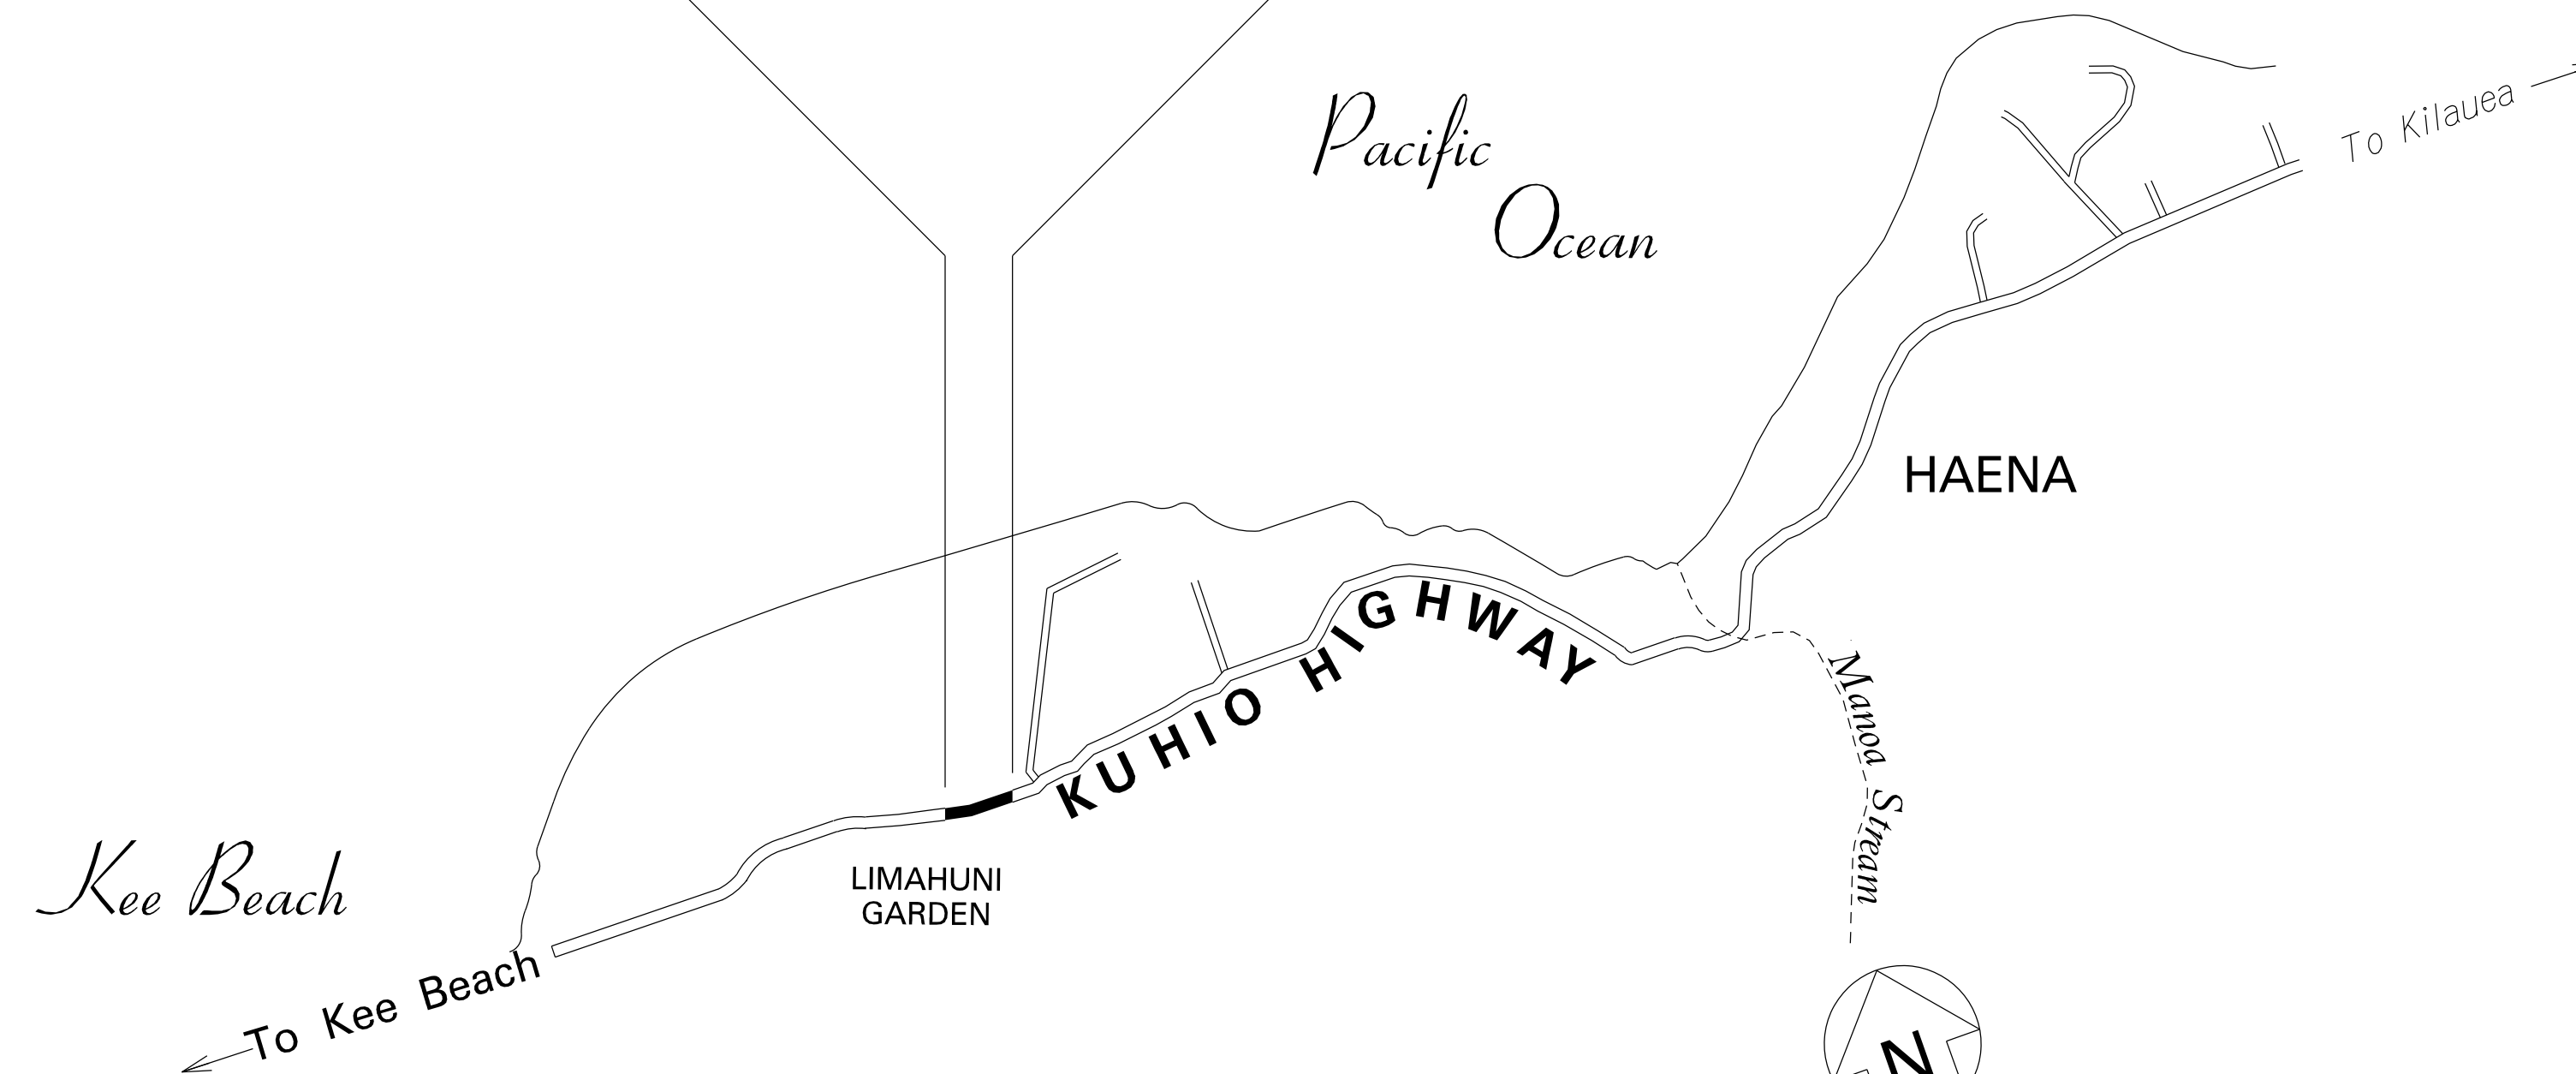 Pacific
Ocean
To Kilauea
HAENA
KUHIO HIGHWAY
Manoa Stream
LIMAHUNI
GARDEN
Kee Beach
To Kee Beach
N